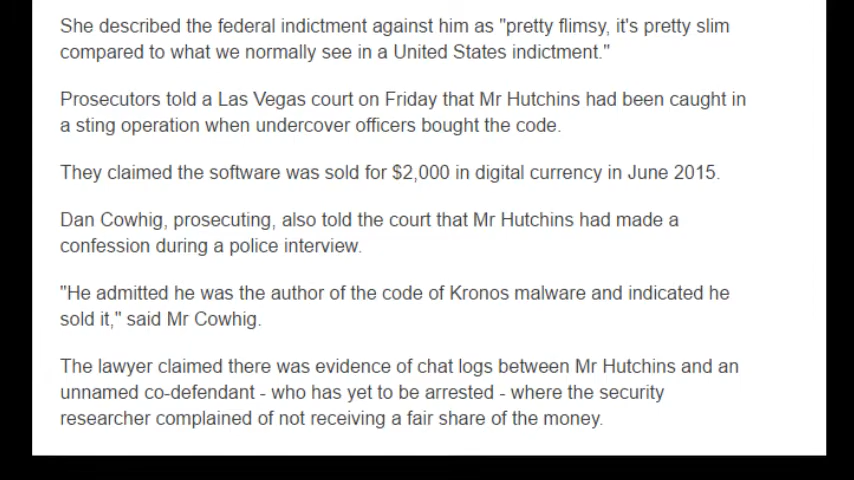 She described the federal indictment against him as "pretty flimsy, it's pretty slim
compared to what we normally see in a United States indictment."
Prosecutors told a Las Vegas court on Friday that Mr Hutchins had been caught in
a sting operation when undercover officers bought the code.
They claimed the software was sold for $2,000 in digital currency in June 2015.
Dan Cowhig, prosecuting, also told the court that Mr Hutchins had made a
confession during a police interview.
"He admitted he was the author of the code of Kronos malware and indicated he
sold it," said Mr Cowhig.
The lawyer claimed there was evidence of chat logs between Mr Hutchins and an
unnamed co-defendant - who has yet to be arrested - where the security
researcher complained of not receiving a fair share of the money.